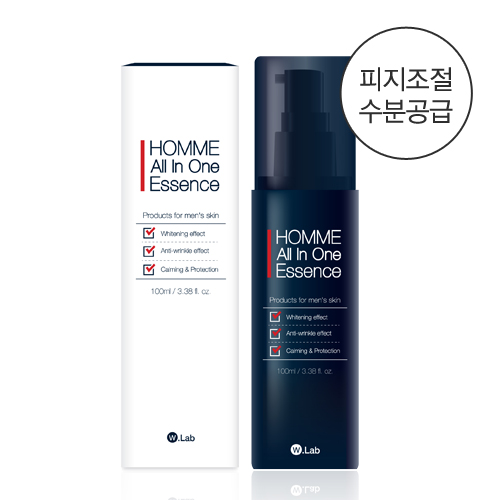 피지조절
수분공급
HOMME
All In One
Essence
Products for men's skin
Whitening effect
Anti-wrinkle effect
Calming & Protection
100ml / 3.38 fl. oz.
W.Lab
HOMME
All In One
Essence
Products for men's skin
Whitening effect
Anti-wrinkle effect
Calming & Protection
100ml / 3.38 fl. oz.
W.Lab